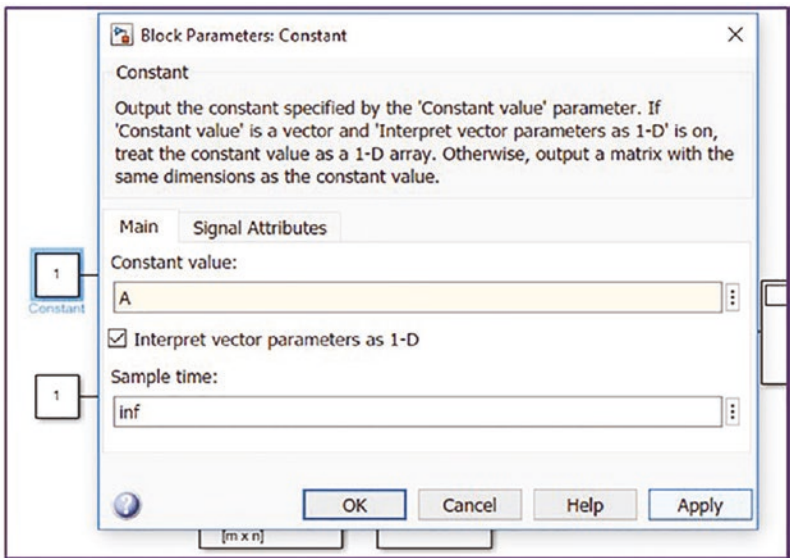 Block Parameters: Constant
Constant
Output the constant specified by the 'Constant value' parameter. If
'Constant value' is a vector and 'Interpret vector parameters as 1-D' is on,
treat the constant value as a 1-D array. Otherwise, output a matrix with the
same dimensions as the constant value.
Main
Signal Attributes
Constant value:
A
Interpret vector parameters as 1-D
Sample time:
inf
OK
Cancel
Help
Apply
1
Constant
1
[m x n]